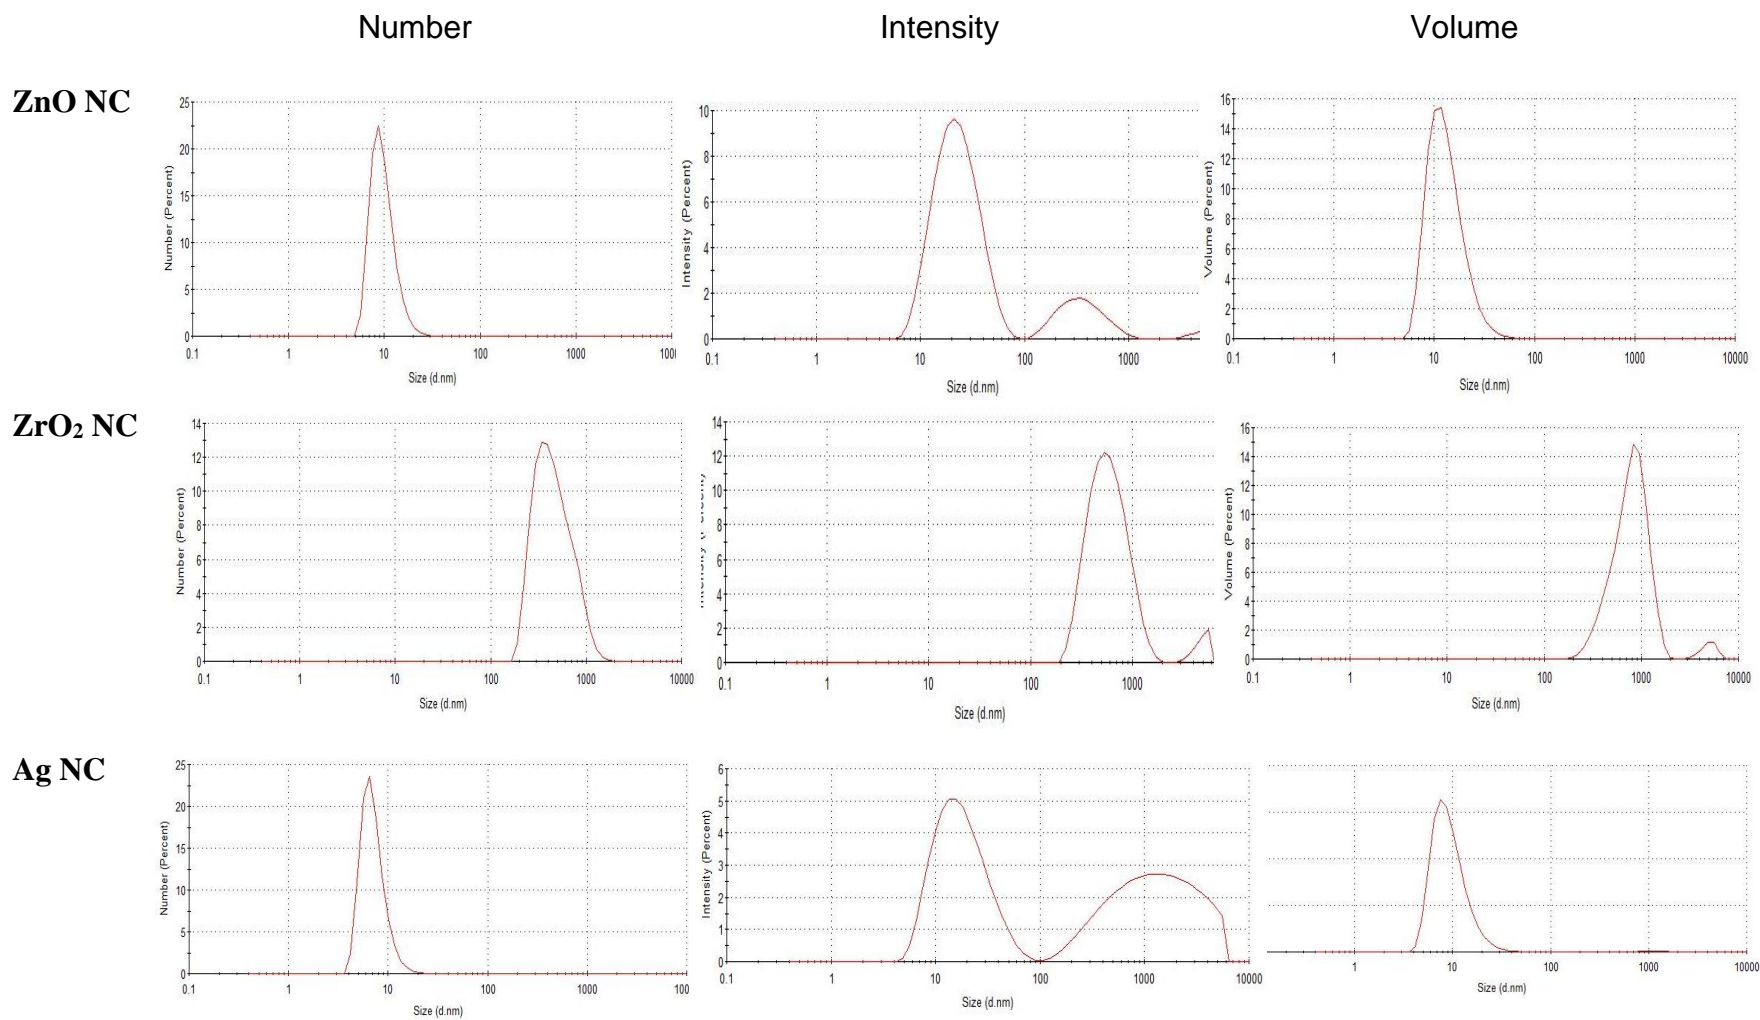 Number Intensity Volume
ZnO NC
25
20
15
10
5
0
Number (Percent)
0.1 1 10 100 1000 1000
Size (d.nm)
10
8
6
4
2
0
Intensity (Percent)
0.1 1 10 100 1000
Size (d.nm)
16
14
12
10
8
6
4
2
0
Volume (Percent)
0.1 1 10 100 1000 10000
Size (d.nm)
ZrO₂ NC
14
12
10
8
6
4
2
0
Number (Percent)
0.1 1 10 100 1000 10000
Size (d.nm)
14
12
10
8
6
4
2
0
0.1 1 10 100 1000
Size (d.nm)
16
14
12
10
8
6
4
2
0
Volume (Percent)
0.1 1 10 100 1000 10000
Size (d.nm)
Ag NC
25
20
15
10
5
0
Number (Percent)
0.1 1 10 100 1000 100
Size (d.nm)
6
5
4
3
2
1
0
Intensity (Percent)
0.1 1 10 100 1000 10000
Size (d.nm)
1 10 100 1000 10000
Size (d.nm)